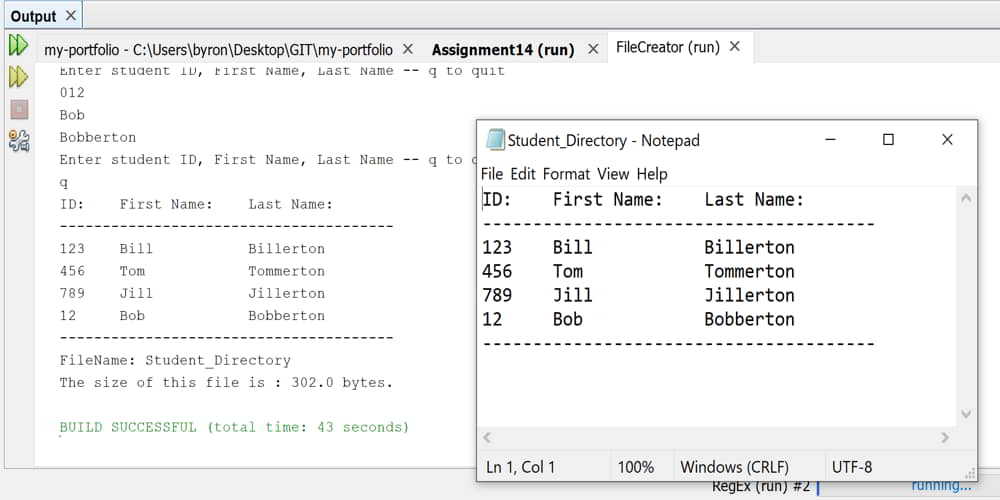 Output
my-portfolio - C:\Users\byron\Desktop\GIT\my-portfolio Assignment14 (run) FileCreator (run)
Enter student ID, First Name, Last Name -- q to quit
012
Bob
Bobberton
Enter student ID, First Name, Last Name -- q to
q
ID: First Name: Last Name:
---------------------------------------
123 Bill Billerton
456 Tom Tommerton
789 Jill Jillerton
12 Bob Bobberton
---------------------------------------
FileName: Student_Directory
The size of this file is : 302.0 bytes.
BUILD SUCCESSFUL (total time: 43 seconds)
Student_Directory - Notepad
File Edit Format View Help
ID: First Name: Last Name:
---------------------------------------
123 Bill Billerton
456 Tom Tommerton
789 Jill Jillerton
12 Bob Bobberton
---------------------------------------
Ln 1, Col 1 100% Windows (CRLF) UTF-8
RegEx (run) #2 running...